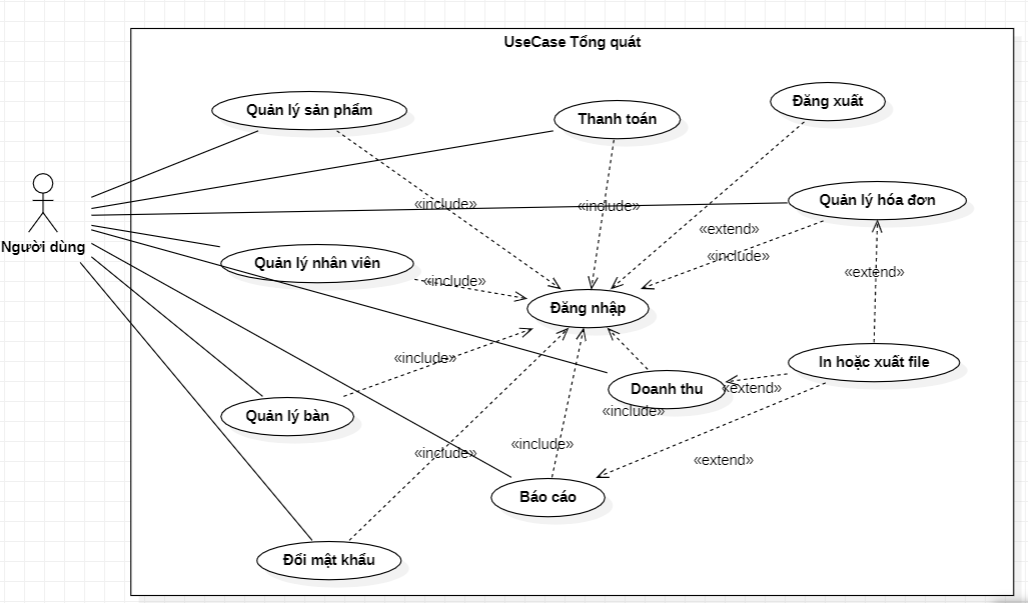 UseCase Tổng quát
Quản lý sản phẩm
Thanh toán
Đăng xuất
Quản lý hóa đơn
«include»
«include»
«extend»
Người dùng
«include»
Quản lý nhân viên
«extend»
«include»
Đăng nhập
«include»
In hoặc xuất file
Doanh thu
«extend»
«include»
Quản lý bàn
«include»
«include»
«extend»
Báo cáo
Đổi mật khẩu